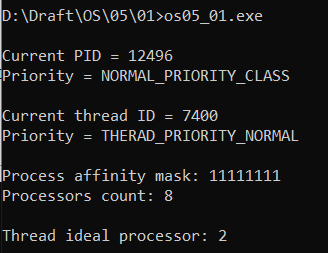 D:\Draft\OS\05\01>os05_01.exe
Current PID = 12496
Priority = NORMAL_PRIORITY_CLASS
Current thread ID = 7400
Priority = THERAD_PRIORITY_NORMAL
Process affinity mask: 11111111
Processors count: 8
Thread ideal processor: 2